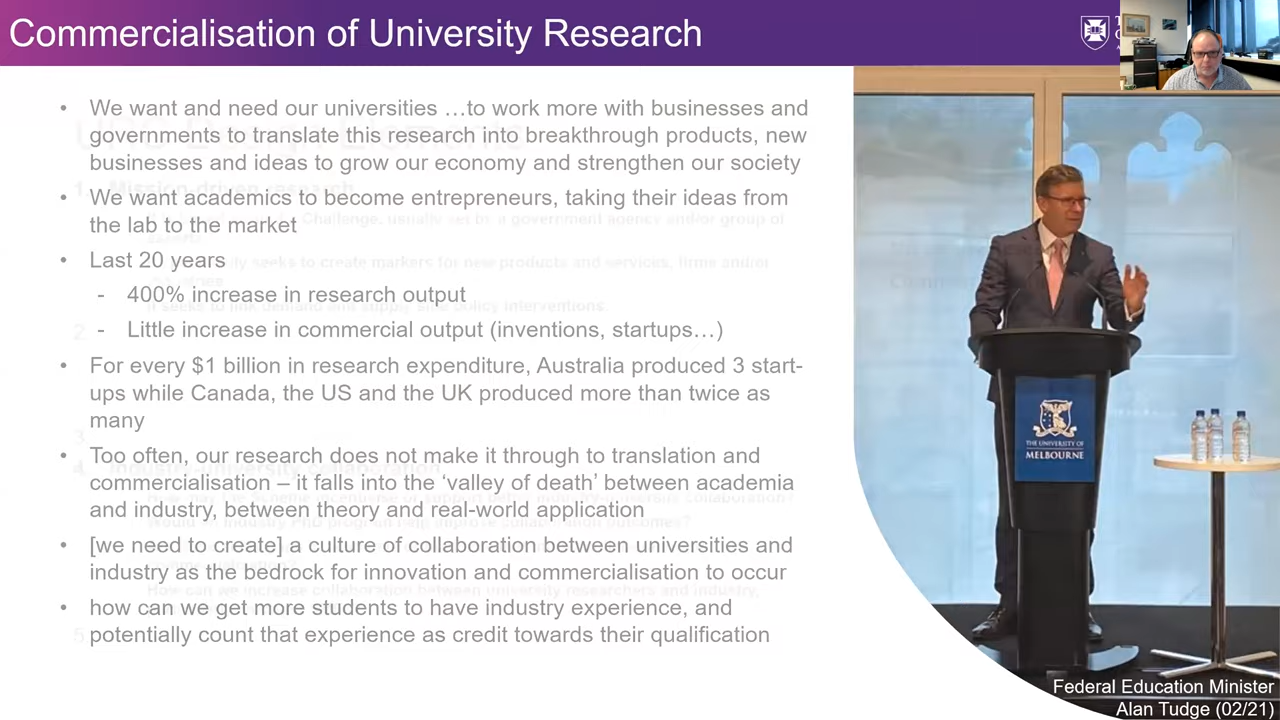 Commercialisation of University Research
• We want and need our universities …to work more with businesses and
governments to translate this research into breakthrough products, new
businesses and ideas to grow our economy and strengthen our society
• We want academics to become entrepreneurs, taking their ideas from
the lab to the market
• Last 20 years
- 400% increase in research output
- Little increase in commercial output (inventions, startups…)
• For every $1 billion in research expenditure, Australia produced 3 start-
ups while Canada, the US and the UK produced more than twice as
many
• Too often, our research does not make it through to translation and
commercialisation – it falls into the ‘valley of death’ between academia
and industry, between theory and real-world application
• [we need to create] a culture of collaboration between universities and
industry as the bedrock for innovation and commercialisation to occur
• how can we get more students to have industry experience, and
potentially count that experience as credit towards their qualification
THE UNIVERSITY OF
MELBOURNE
Federal Education Minister
Alan Tudge (02/21)